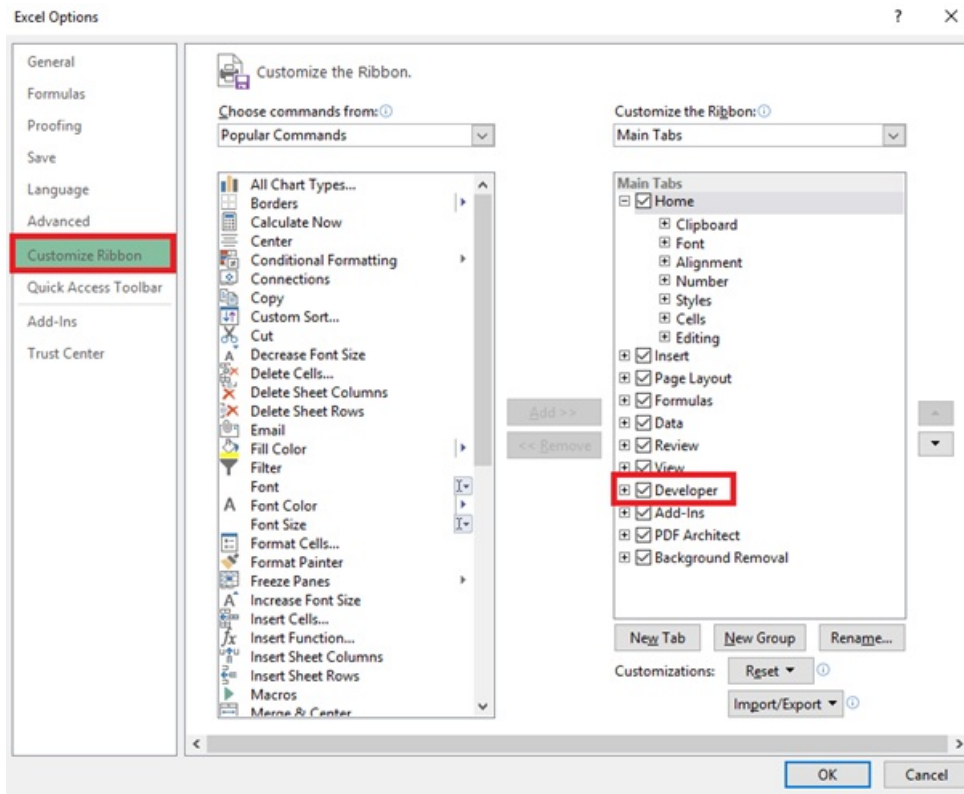 Excel Options
?
General
Formulas
Proofing
Save
Language
Advanced
Customize Ribbon
Quick Access Toolbar
Add-Ins
Trust Center
Customize the Ribbon.
Choose commands from:
Popular Commands
All Chart Types...
Borders
Calculate Now
Center
Conditional Formatting
Connections
Copy
Custom Sort...
Cut
Decrease Font Size
Delete Cells...
Delete Sheet Columns
Delete Sheet Rows
Email
Fill Color
Filter
Font
Font Color
Font Size
Format Cells...
Format Painter
Freeze Panes
Increase Font Size
Insert Cells...
Insert Function...
Insert Sheet Columns
Insert Sheet Rows
Macros
Merge & Center
Add >>
<< Remove
Customize the Ribbon:
Main Tabs
Main Tabs
Home
Clipboard
Font
Alignment
Number
Styles
Cells
Editing
Insert
Page Layout
Formulas
Data
Review
View
Developer
Add-Ins
PDF Architect
Background Removal
New Tab
New Group
Rename...
Customizations:
Reset
Import/Export
OK
Cancel